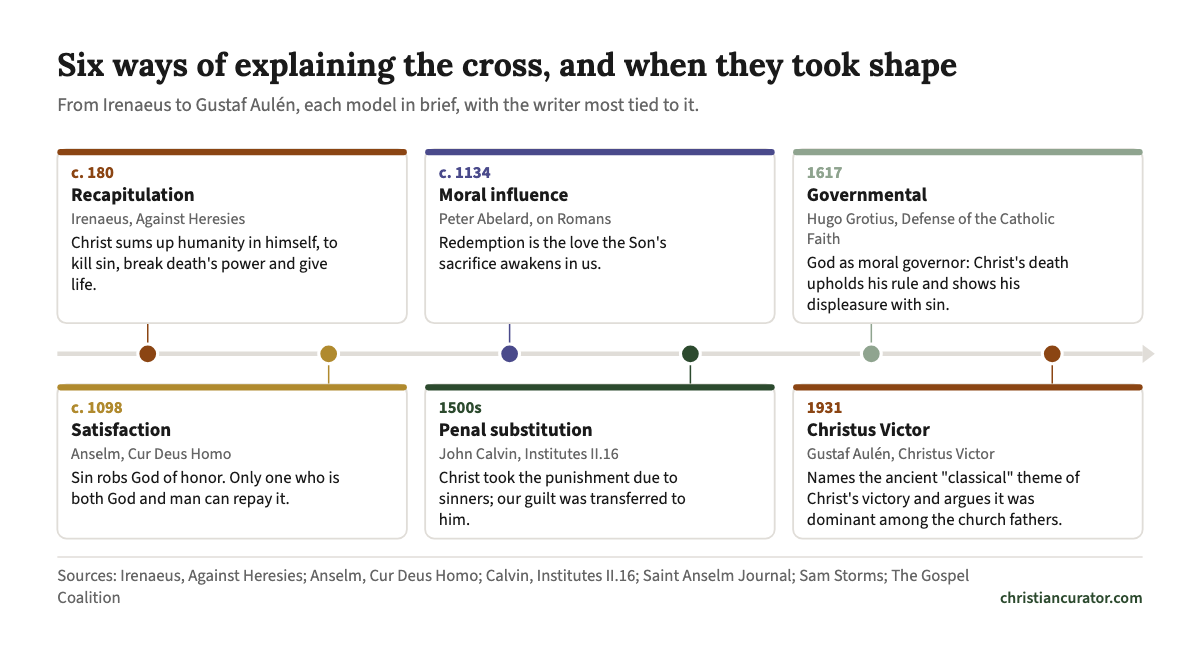 Six ways of explaining the cross, and when they took shape
From Irenaeus to Gustaf Aulén, each model in brief, with the writer most tied to it.
c. 180
Recapitulation
Irenaeus, Against Heresies
Christ sums up humanity in himself, to
kill sin, break death's power and give
life.
c. 1134
Moral influence
Peter Abelard, on Romans
Redemption is the love the Son's
sacrifice awakens in us.
1617
Governmental
Hugo Grotius, Defense of the Catholic
Faith
God as moral governor: Christ's death
upholds his rule and shows his
displeasure with sin.
c. 1098
Satisfaction
Anselm, Cur Deus Homo
Sin robs God of honor. Only one who is
both God and man can repay it.
1500s
Penal substitution
John Calvin, Institutes II.16
Christ took the punishment due to
sinners; our guilt was transferred to
him.
1931
Christus Victor
Gustaf Aulén, Christus Victor
Names the ancient "classical" theme of
Christ's victory and argues it was
dominant among the church fathers.
Sources: Irenaeus, Against Heresies; Anselm, Cur Deus Homo; Calvin, Institutes II.16; Saint Anselm Journal; Sam Storms; The Gospel
Coalition
christiancurator.com